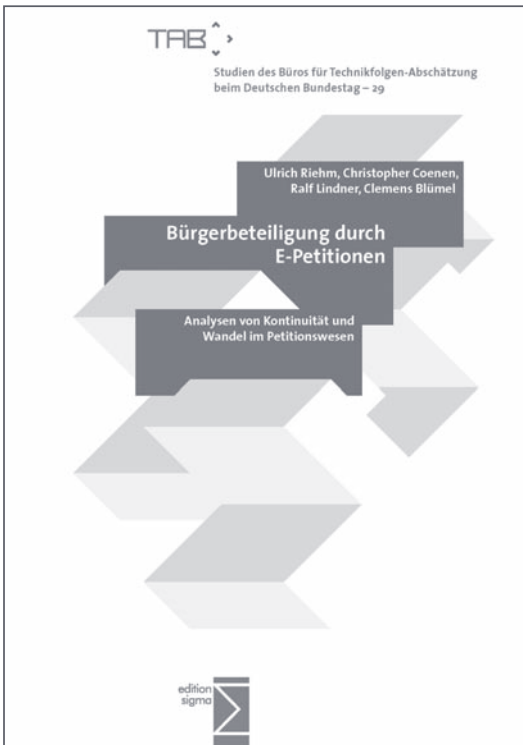 TAB
Studien des Büros für Technikfolgen-Abschätzung
beim Deutschen Bundestag – 29
Ulrich Riehm, Christopher Coenen,
Ralf Lindner, Clemens Blümel
Bürgerbeteiligung durch
E-Petitionen
Analysen von Kontinuität und
Wandel im Petitionswesen
edition
sigma